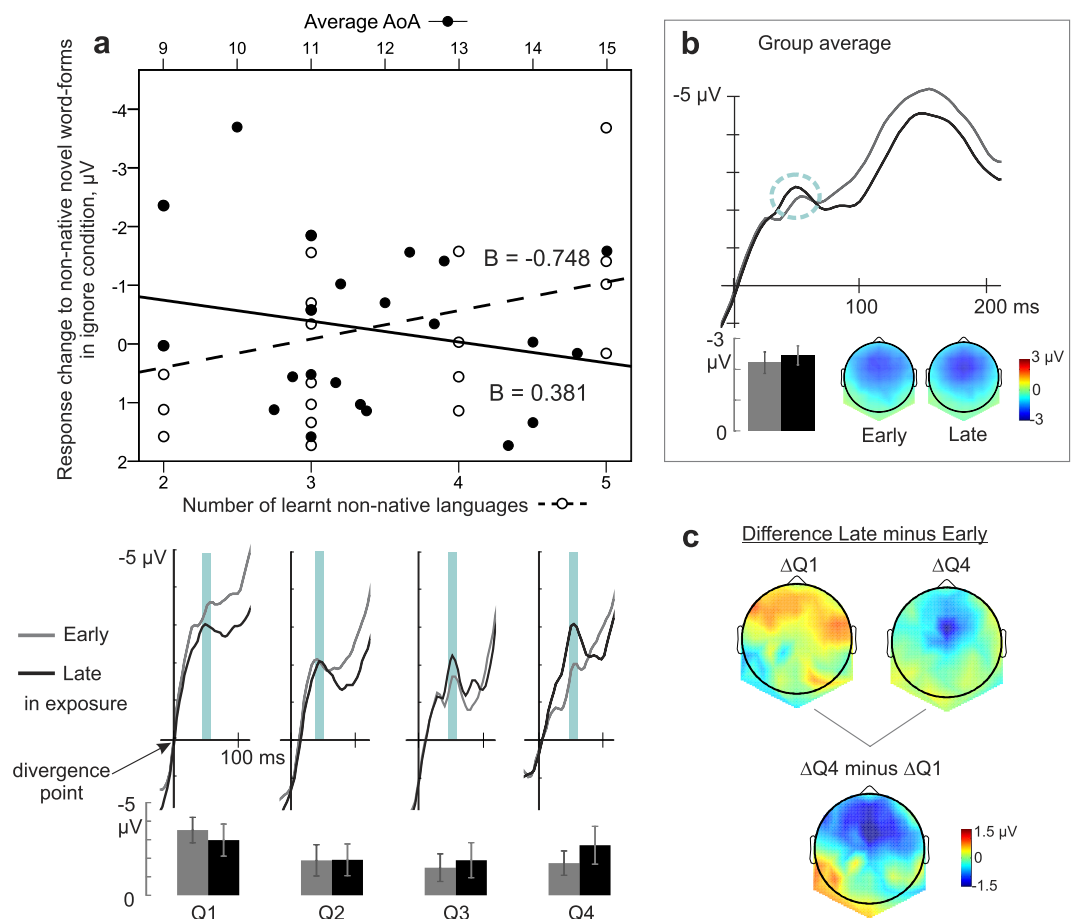 Average AoA
a
9 10 11 12 13 14 15
Response change to non-native novel word-forms
in ignore condition, µV
-4
-3
-2
-1
0
1
2
B = -0.748
B = 0.381
2 3 4 5
Number of learnt non-native languages
b
Group average
-5 µV
100 200 ms
-3
µV
0
Early Late
3 µV
0
-3
-5 µV
Early
Late
in exposure
100 ms
divergence
point
-5
µV
0
Q1 Q2 Q3 Q4
c
Difference Late minus Early
ΔQ1 ΔQ4
ΔQ4 minus ΔQ1
1.5 µV
0
-1.5